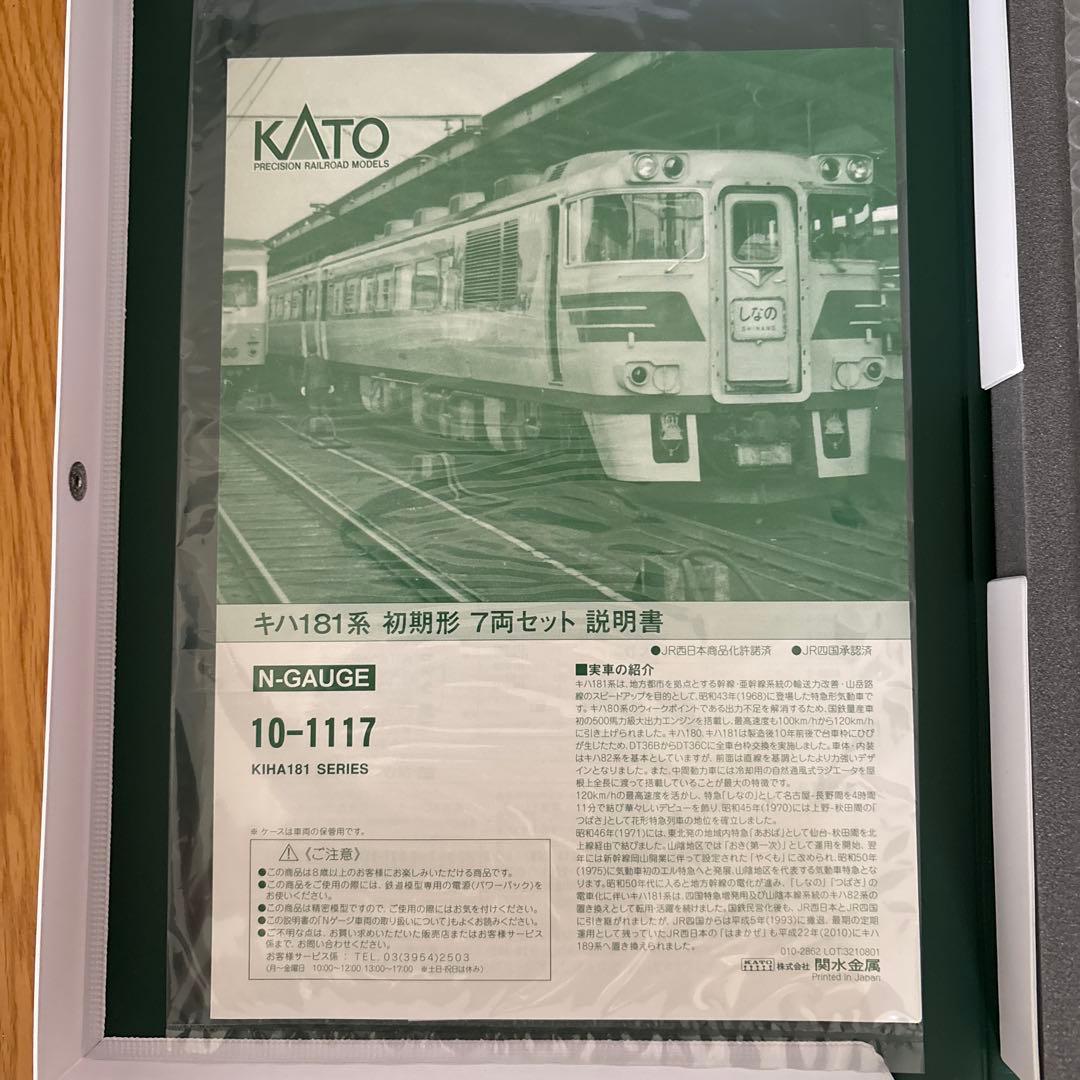 KATO
PRECISION RAILROAD MODELS
しなの
SHINANO
キハ181系 初期形 7両セット 説明書
●JR西日本商品化許諾済 ●JR四国承認済
N-GAUGE
10-1117
KIHA181 SERIES
※ ケースは車両の保管用です。
⚠《ご注意》
●この商品は8歳以上のお客様にお楽しみいただける商品です。
●この商品をご使用の際には、鉄道模型専用の電源(パワーパック)を
お使いください。
●この商品は精密模型ですので、ご使用の際にはお気を付けください。
●この説明書の「Nゲージ車両の取り扱いについて」もよくお読みください。
●ご不明な点は、お買い求めいただいた販売店またはお客様サービス
係まで、お問い合わせください。
お客様サービス係：TEL. 03(3954)2503
(月〜金曜日 10:00〜12:00 13:00〜17:00 ※土日・祝日は休み)
■実車の紹介
キハ181系は、地方都市を拠点とする幹線・亜幹線系統の輸送力改善・山岳路
線のスピードアップを目的として、昭和43年(1968)に登場した特急形気動車で
す。キハ80系のウィークポイントである出力不足を解消するため、国鉄量産車
初の500馬力級大出力エンジンを搭載し、最高速度も100km/hから120km/h
に引き上げられました。キハ180、キハ181は製造後10年前後で台車枠にひび
が生じたため、DT36BからDT36Cに全車台枠交換を実施しました。車体・内装
はキハ82系を基本としていますが、前面は直線を基調としたより力強いデザ
インとなりました。また、中間動力車には冷却用の自然通風式ラジエータを屋
根上全長に渡って搭載していることが最大の特徴です。
120km/hの最高速度を活かし、特急「しなの」として名古屋-長野間を4時間
11分で結び華々しいデビューを飾り、昭和45年(1970)には上野-秋田間の「
つばさ」として花形特急列車の地位を確立しました。
昭和46年(1971)には、東北発の地域内特急「あおば」として仙台-秋田間を北
上線経由で結びました。山陰地区では「おき(第一次)」として運用を開始、翌
年には新幹線岡山開業に伴って設定された「やくも」に改められ、昭和50年
(1975)に気動車初のエル特急へと発展、山陰地区を代表する気動車特急とな
ります。昭和50年代に入ると地方幹線の電化が進み、「しなの」「つばさ」の
電車化に伴いキハ181系は、四国特急増発用及び山陰本線系統のキハ82系の
置き換えとして転用・活躍を続けました。国鉄民営化後も、JR西日本とJR四国
に引き継がれましたが、JR四国からは平成5年(1993)に撤退、最期の定期
運用として残っていたJR西日本の「はまかぜ」も平成22年(2010)にキハ
189系へ置き換えられました。
010-2862 LOT:3210801
KATO 株式会社 関水金属
Printed in Japan